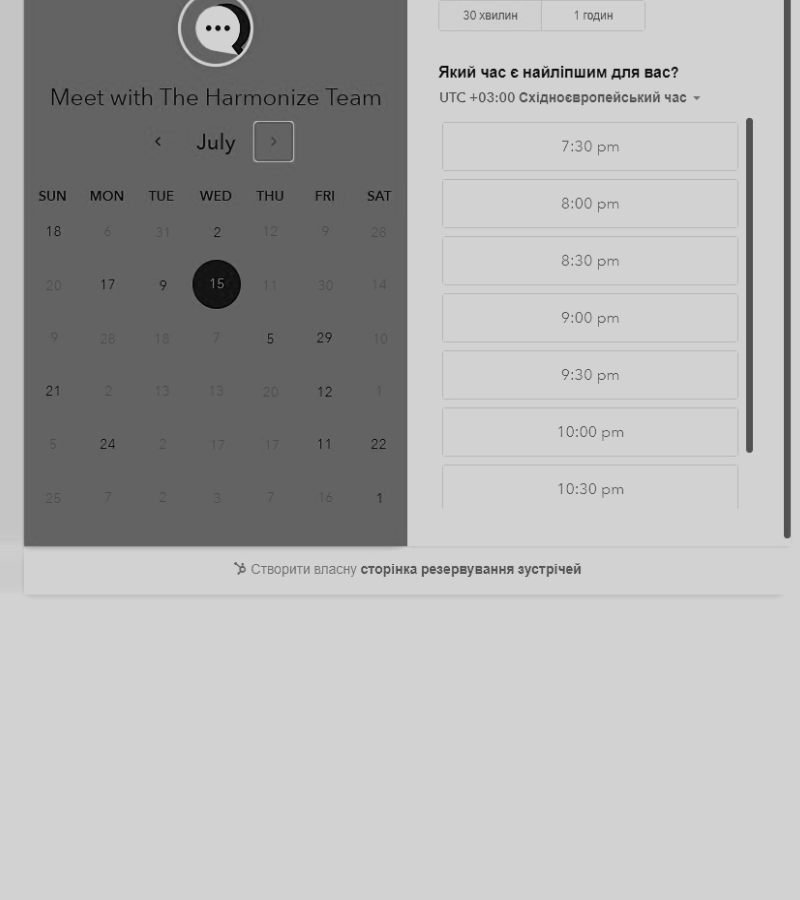 30 хвилин 1 годин
Який час є найліпшим для вас?
UTC +03:00 Східноєвропейський час
Meet with The Harmonize Team
July
SUN MON TUE WED THU FRI SAT
18 6 31 2 12 9 28
20 17 9 15 11 30 14
9 28 18 7 5 29 10
21 2 13 13 20 12 1
5 24 2 17 17 11 22
25 7 2 3 7 16 1
7:30 pm
8:00 pm
8:30 pm
9:00 pm
9:30 pm
10:00 pm
10:30 pm
Створити власну сторінка резервування зустрічей